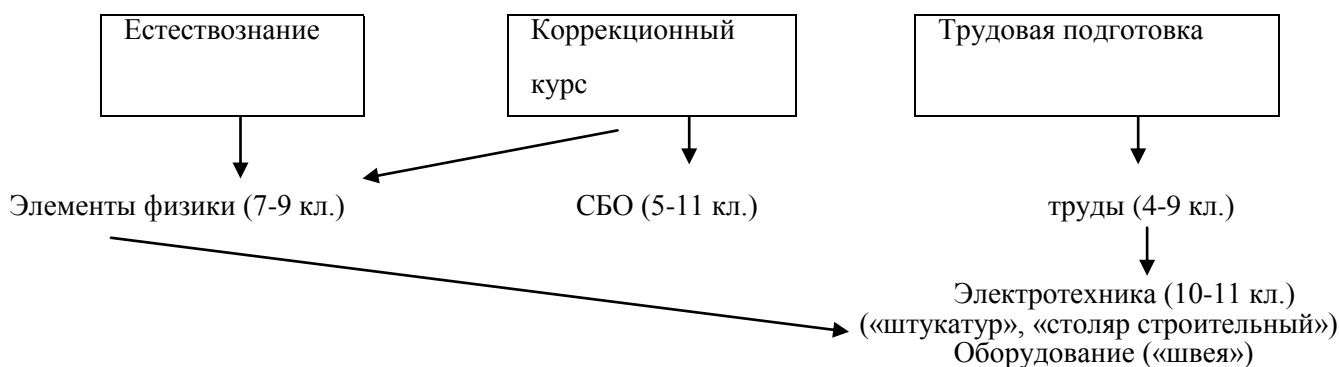 Естествознание
Коррекционный
курс
Трудовая подготовка
Элементы физики (7-9 кл.)
СБО (5-11 кл.)
труды (4-9 кл.)
Электротехника (10-11 кл.)
(«штукатур», «столяр строительный»)
Оборудование («швея»)